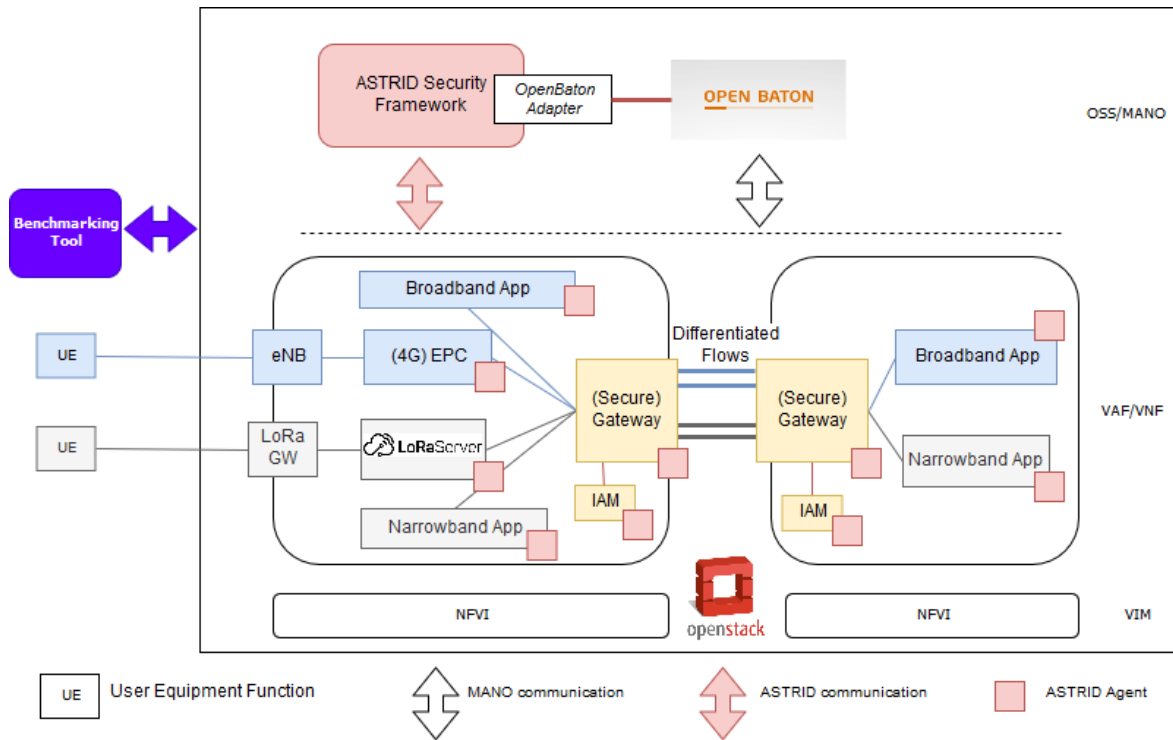 ASTRID Security
Framework
OpenBaton
Adapter
OPEN BATON
OSS/MANO
Benchmarking
Tool
Broadband App
UE
eNB
(4G) EPC
Differentiated
Flows
(Secure)
Gateway
(Secure)
Gateway
Broadband App
VAF/VNF
UE
LoRa
GW
LoRaServer
Narrowband App
IAM
IAM
Narrowband App
NFVI
openstack
NFVI
VIM
UE
User Equipment Function
MANO communication
ASTRID communication
ASTRID Agent